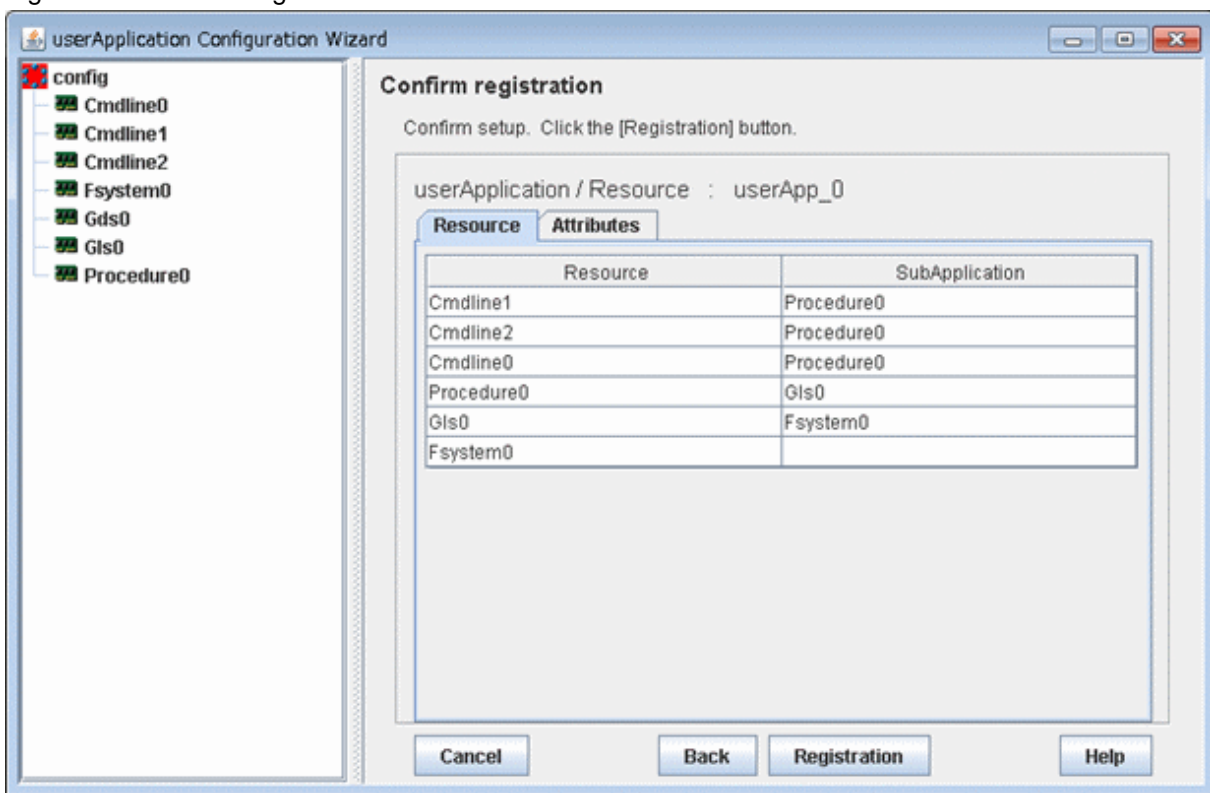 userApplication Configuration Wizard
config
Cmdline0
Cmdline1
Cmdline2
Fsystem0
Gds0
Gls0
Procedure0
Confirm registration
Confirm setup. Click the [Registration] button.
userApplication / Resource : userApp_0
Resource Attributes
Resource SubApplication
Cmdline1 Procedure0
Cmdline2 Procedure0
Cmdline0 Procedure0
Procedure0 Gls0
Gls0 Fsystem0
Fsystem0
Cancel Back Registration Help